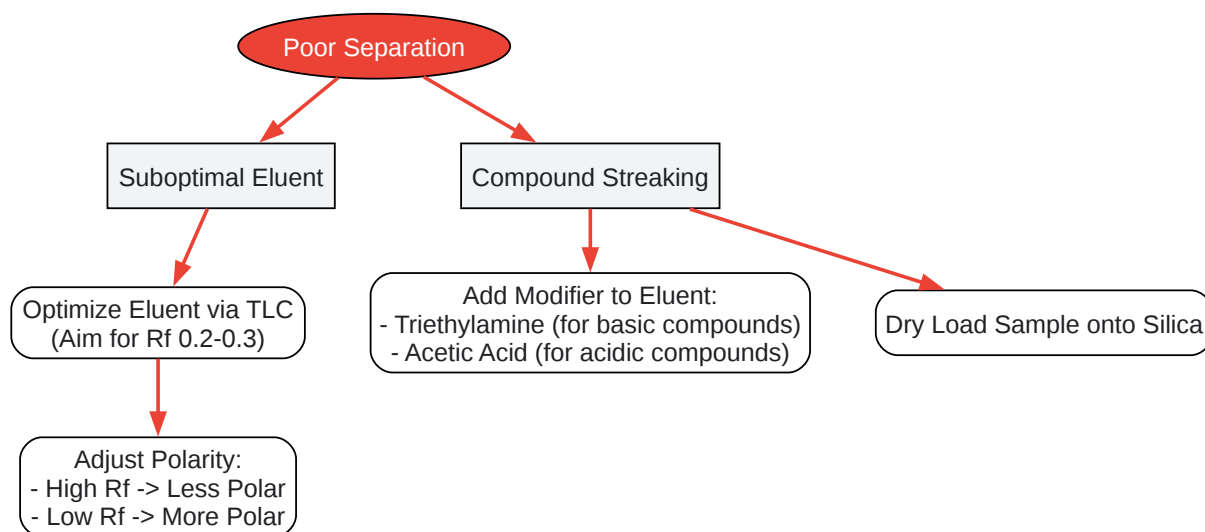 Poor Separation
Suboptimal Eluent
Compound Streaking
Optimize Eluent via TLC
(Aim for Rf 0.2-0.3)
Add Modifier to Eluent:
- Triethylamine (for basic compounds)
- Acetic Acid (for acidic compounds)
Dry Load Sample onto Silica
Adjust Polarity:
- High Rf -> Less Polar
- Low Rf -> More Polar